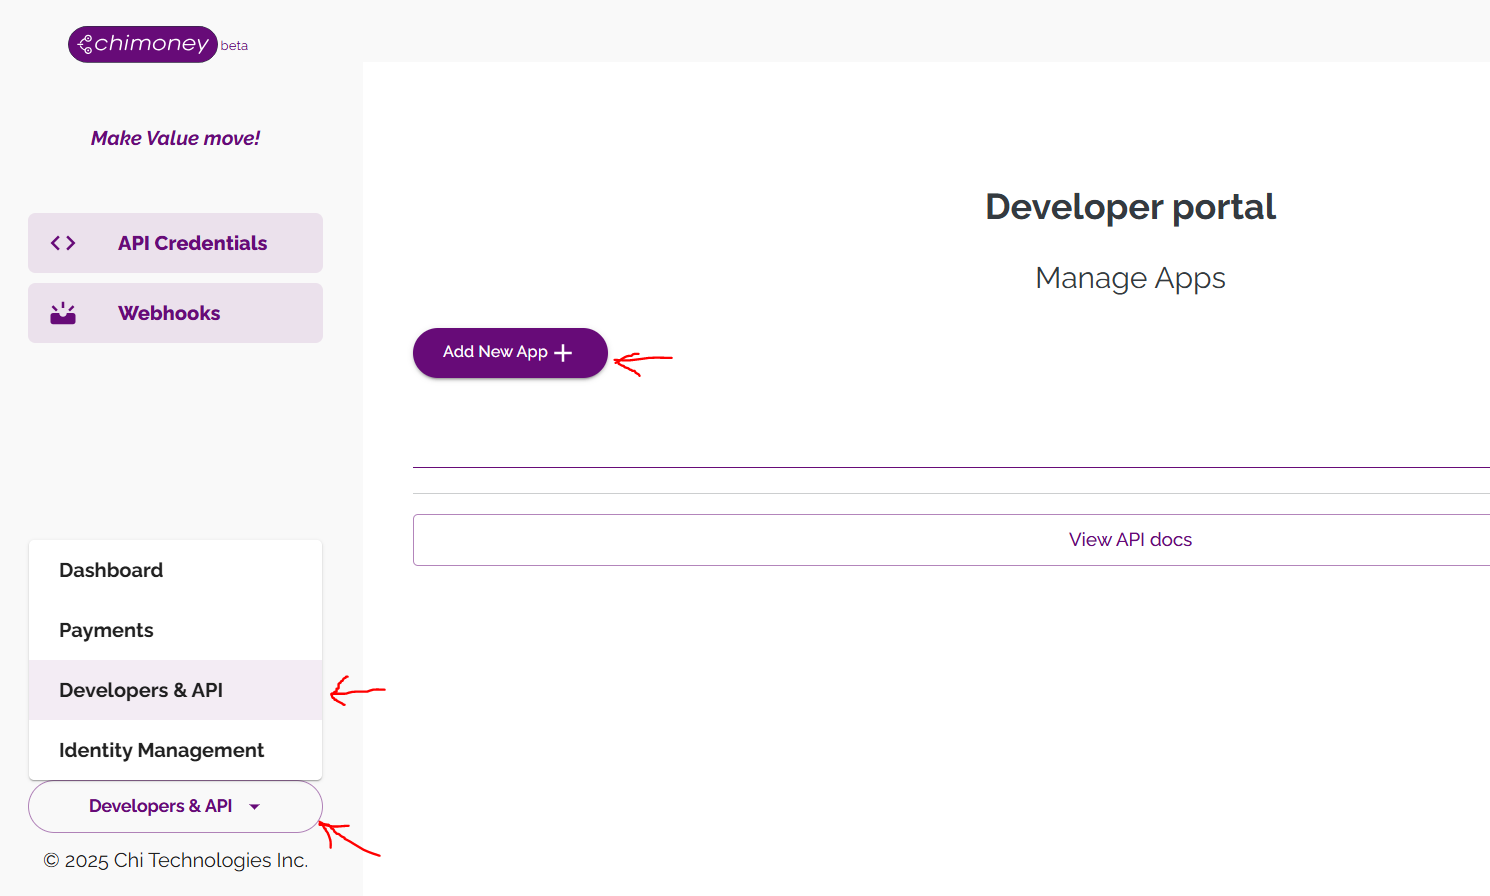 chimoney beta
Make Value move!
API Credentials
Webhooks
Developer portal
Manage Apps
Add New App
View API docs
Dashboard
Payments
Developers & API
Identity Management
Developers & API
© 2025 Chi Technologies Inc.